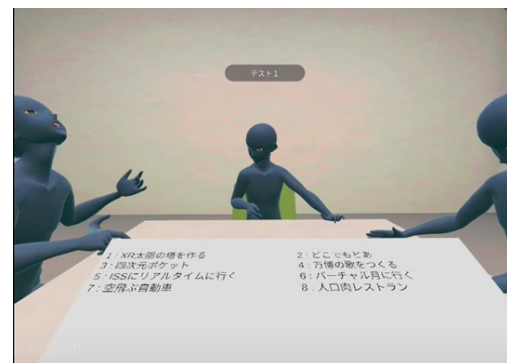 テスト1
1:XR太陽の塔を作る
2:どこでもどあ
3:四次元ポケット
4:万博の歌をつくる
5:ISSにリアルタイムに行く
6:バーチャル月に行く
7:空飛ぶ自動車
8:人口肉レストラン